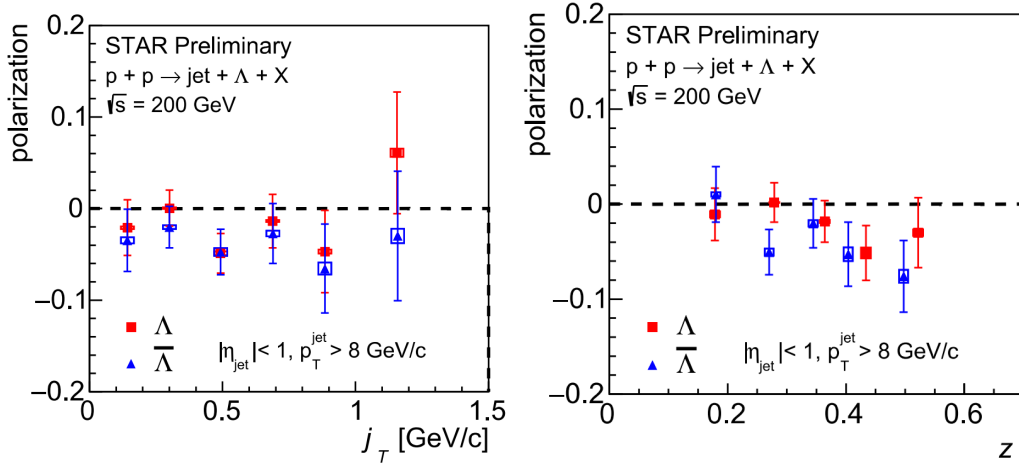 polarization
0.2
0.1
0
−0.1
−0.2
STAR Preliminary
p + p → jet + Λ + X
√s = 200 GeV
Λ
Λ̅
|η_jet| < 1, p_T^jet > 8 GeV/c
0 0.5 1 1.5
j_T [GeV/c]
polarization
0.2
0.1
0
−0.1
−0.2
STAR Preliminary
p + p → jet + Λ + X
√s = 200 GeV
Λ
Λ̅
|η_jet| < 1, p_T^jet > 8 GeV/c
0 0.2 0.4 0.6
z